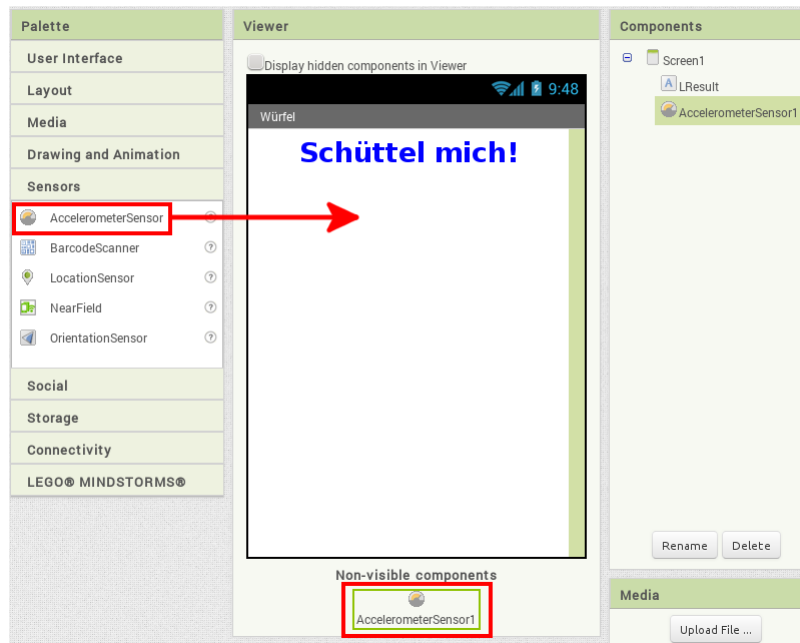 Palette
User Interface
Layout
Media
Drawing and Animation
Sensors
AccelerometerSensor
?
BarcodeScanner
?
LocationSensor
?
NearField
?
OrientationSensor
?
Social
Storage
Connectivity
LEGO® MINDSTORMS®
Viewer
Display hidden components in Viewer
9:48
Würfel
Schüttel mich!
Non-visible components
AccelerometerSensor1
Components
Screen1
A LResult
AccelerometerSensor1
Rename Delete
Media
Upload File ...